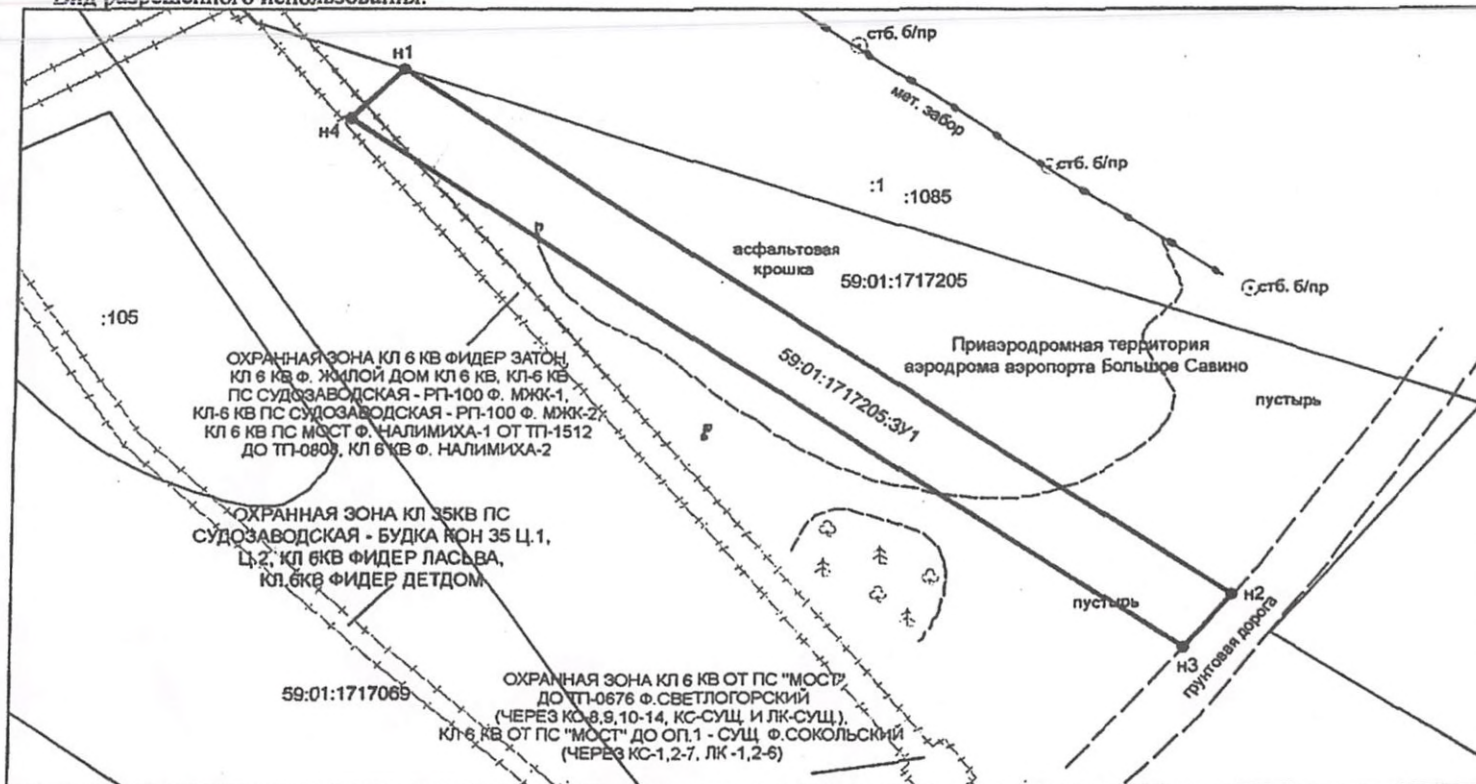 Вид разрешенного использования:
стб. б/пр
н1
мет. забор
н4
стб. б/пр
:1
:1085
р
асфальтовая
крошка
59:01:1717205
стб. б/пр
:105
Приаэродромная территория
аэродрома аэропорта Большое Савино
59:01:1717205:ЗУ1
пустырь
ОХРАННАЯ ЗОНА КЛ 6 КВ ФИДЕР ЗАТОН,
КЛ 6 КВ Ф. ЖИЛОЙ ДОМ КЛ 6 КВ, КЛ-6 КВ
ПС СУДОЗАВОДСКАЯ - РП-100 Ф. МЖК-1,
КЛ-6 КВ ПС СУДОЗАВОДСКАЯ - РП-100 Ф. МЖК-2,
КЛ 6 КВ ПС МОСТ Ф. НАЛИМИХА-1 ОТ ТП-1512
ДО ТП-0808, КЛ 6 КВ Ф. НАЛИМИХА-2
р
ОХРАННАЯ ЗОНА КЛ 35КВ ПС
СУДОЗАВОДСКАЯ - БУДКА КОН 35 Ц.1,
Ц.2, КЛ 6КВ ФИДЕР ЛАСЬВА,
КЛ 6КВ ФИДЕР ДЕТДОМ
пустырь
н2
н3
грунтовая дорога
59:01:1717069
ОХРАННАЯ ЗОНА КЛ 6 КВ ОТ ПС "МОСТ"
ДО ТП-0676 Ф.СВЕТЛОГОРСКИЙ
(ЧЕРЕЗ КС-8,9,10-14, КС-СУЩ. И ЛК-СУЩ.),
КЛ 6 КВ ОТ ПС "МОСТ" ДО ОП.1 - СУЩ. Ф.СОКОЛЬСКИЙ
(ЧЕРЕЗ КС-1,2-7, ЛК -1,2-6)